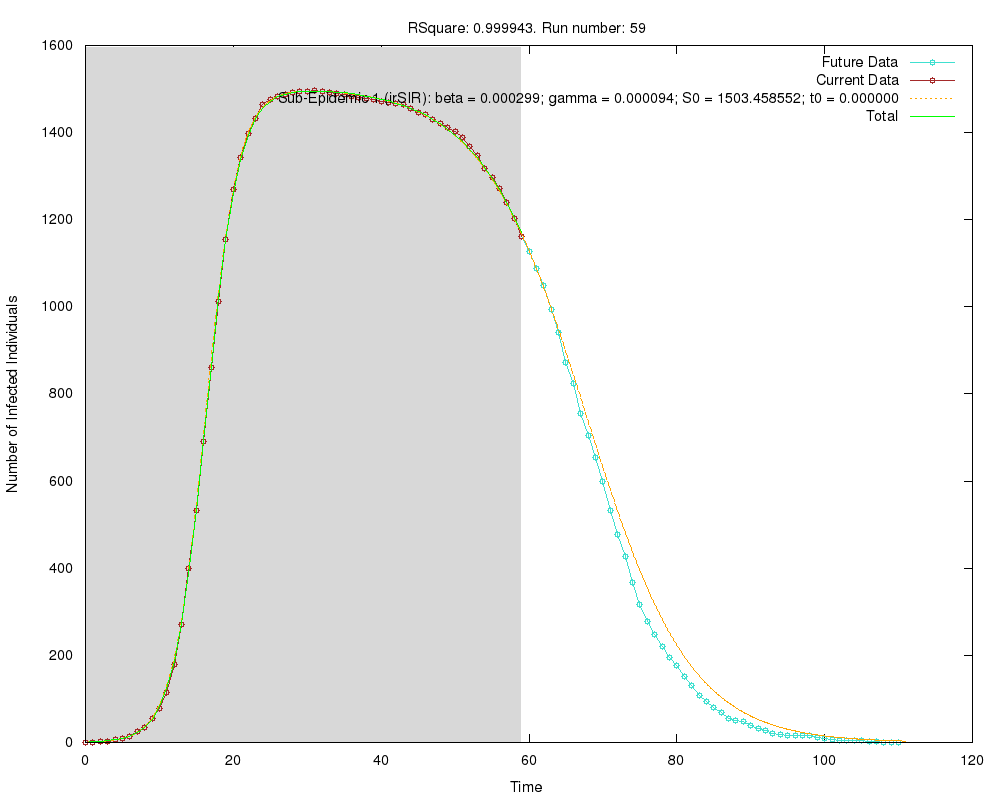 RSquare: 0.999943. Run number: 59
1600
1400
1200
1000
800
600
400
200
0
Number of Infected Individuals
Future Data
Current Data
Sub-Epidemic 1 (irSIR): beta = 0.000299; gamma = 0.000094; S0 = 1503.458552; t0 = 0.000000
Total
0 20 40 60 80 100 120
Time